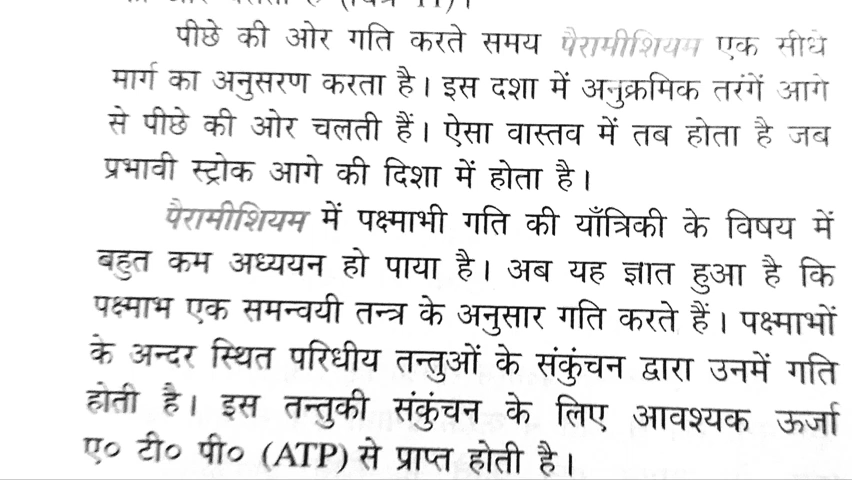 पीछे की ओर गति करते समय पैरामीशियम एक सीधे
मार्ग का अनुसरण करता है। इस दशा में अनुक्रमिक तरंगें आगे
से पीछे की ओर चलती हैं। ऐसा वास्तव में तब होता है जब
प्रभावी स्ट्रोक आगे की दिशा में होता है।
पैरामीशियम में पक्ष्माभी गति की याँत्रिकी के विषय में
बहुत कम अध्ययन हो पाया है। अब यह ज्ञात हुआ है कि
पक्ष्माभ एक समन्वयी तन्त्र के अनुसार गति करते हैं। पक्ष्माभों
के अन्दर स्थित परिधीय तन्तुओं के संकुंचन द्वारा उनमें गति
होती है। इस तन्तुकी संकुंचन के लिए आवश्यक ऊर्जा
ए० टी० पी० (ATP) से प्राप्त होती है।